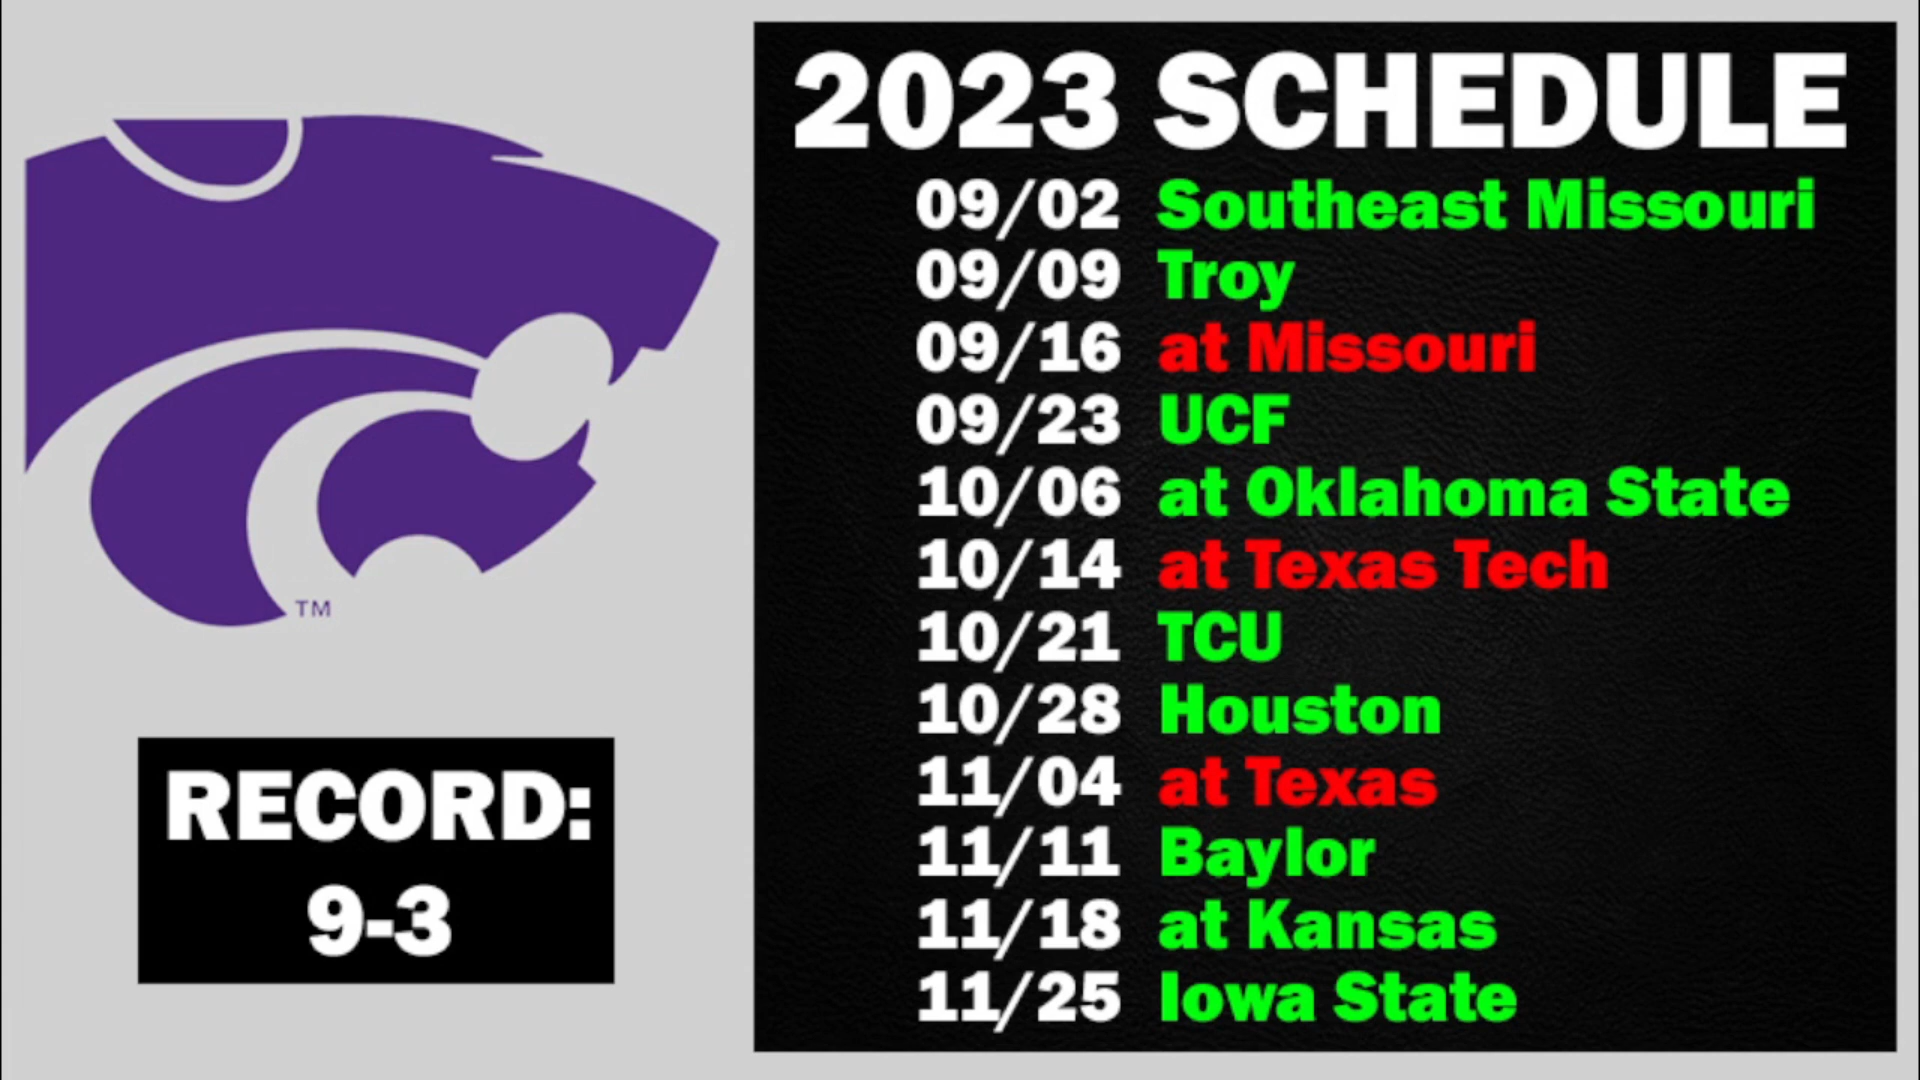 TM
RECORD:
9-3
2023 SCHEDULE
09/02 Southeast Missouri
09/09 Troy
09/16 at Missouri
09/23 UCF
10/06 at Oklahoma State
10/14 at Texas Tech
10/21 TCU
10/28 Houston
11/04 at Texas
11/11 Baylor
11/18 at Kansas
11/25 Iowa State